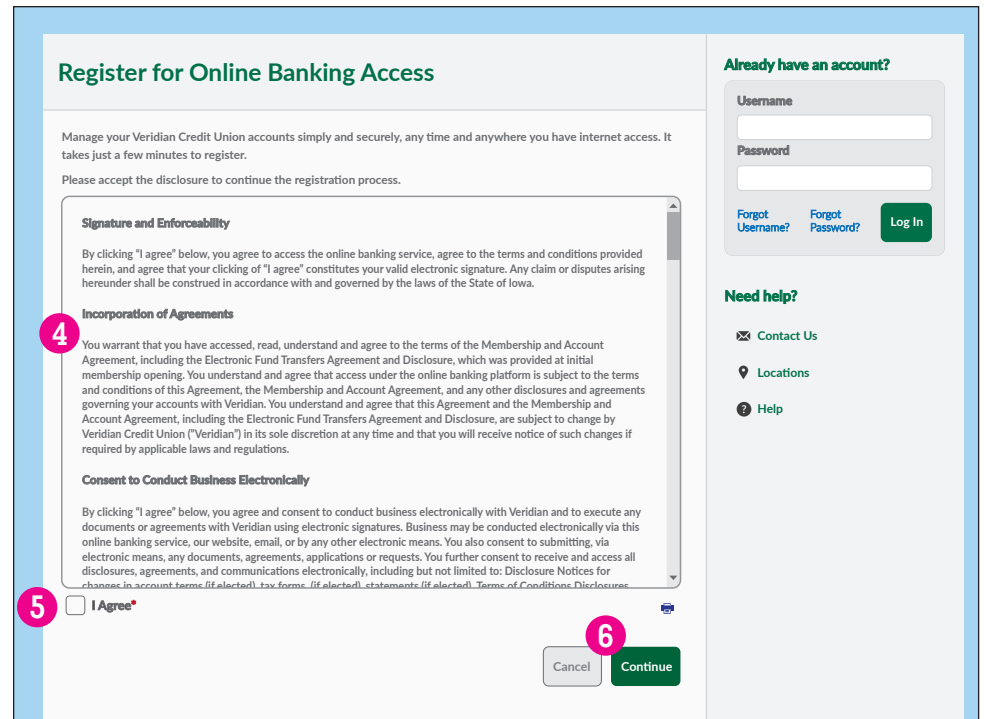 Register for Online Banking Access
Manage your Veridian Credit Union accounts simply and securely, any time and anywhere you have internet access. It
takes just a few minutes to register.
Please accept the disclosure to continue the registration process.
Signature and Enforceability
By clicking "I agree" below, you agree to access the online banking service, agree to the terms and conditions provided
herein, and agree that your clicking of "I agree" constitutes your valid electronic signature. Any claim or disputes arising
hereunder shall be construed in accordance with and governed by the laws of the State of Iowa.
Incorporation of Agreements
4
You warrant that you have accessed, read, understand and agree to the terms of the Membership and Account
Agreement, including the Electronic Fund Transfers Agreement and Disclosure, which was provided at initial
membership opening. You understand and agree that access under the online banking platform is subject to the terms
and conditions of this Agreement, the Membership and Account Agreement, and any other disclosures and agreements
governing your accounts with Veridian. You understand and agree that this Agreement and the Membership and
Account Agreement, including the Electronic Fund Transfers Agreement and Disclosure, are subject to change by
Veridian Credit Union ("Veridian") in its sole discretion at any time and that you will receive notice of such changes if
required by applicable laws and regulations.
Consent to Conduct Business Electronically
By clicking "I agree" below, you agree and consent to conduct business electronically with Veridian and to execute any
documents or agreements with Veridian using electronic signatures. Business may be conducted electronically via this
online banking service, our website, email, or by any other electronic means. You also consent to submitting, via
electronic means, any documents, agreements, applications or requests. You further consent to receive and access all
disclosures, agreements, and communications electronically, including but not limited to: Disclosure Notices for
changes in account terms (if elected), tax forms, (if elected), statements (if elected), Terms of Conditions Disclosures,
5
I Agree*
6
Cancel
Continue
Already have an account?
Username
Password
Forgot
Username?
Forgot
Password?
Log In
Need help?
Contact Us
Locations
? Help